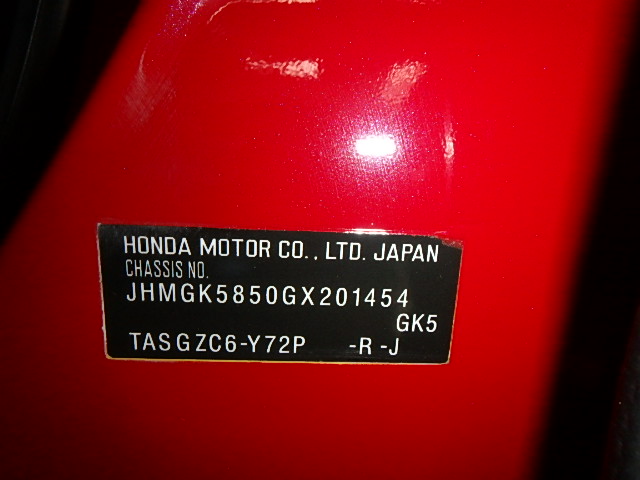 HONDA MOTOR CO., LTD. JAPAN
CHASSIS NO.
JHMGK5850GX201454
GK5
TASGZC6-Y72P -R-J